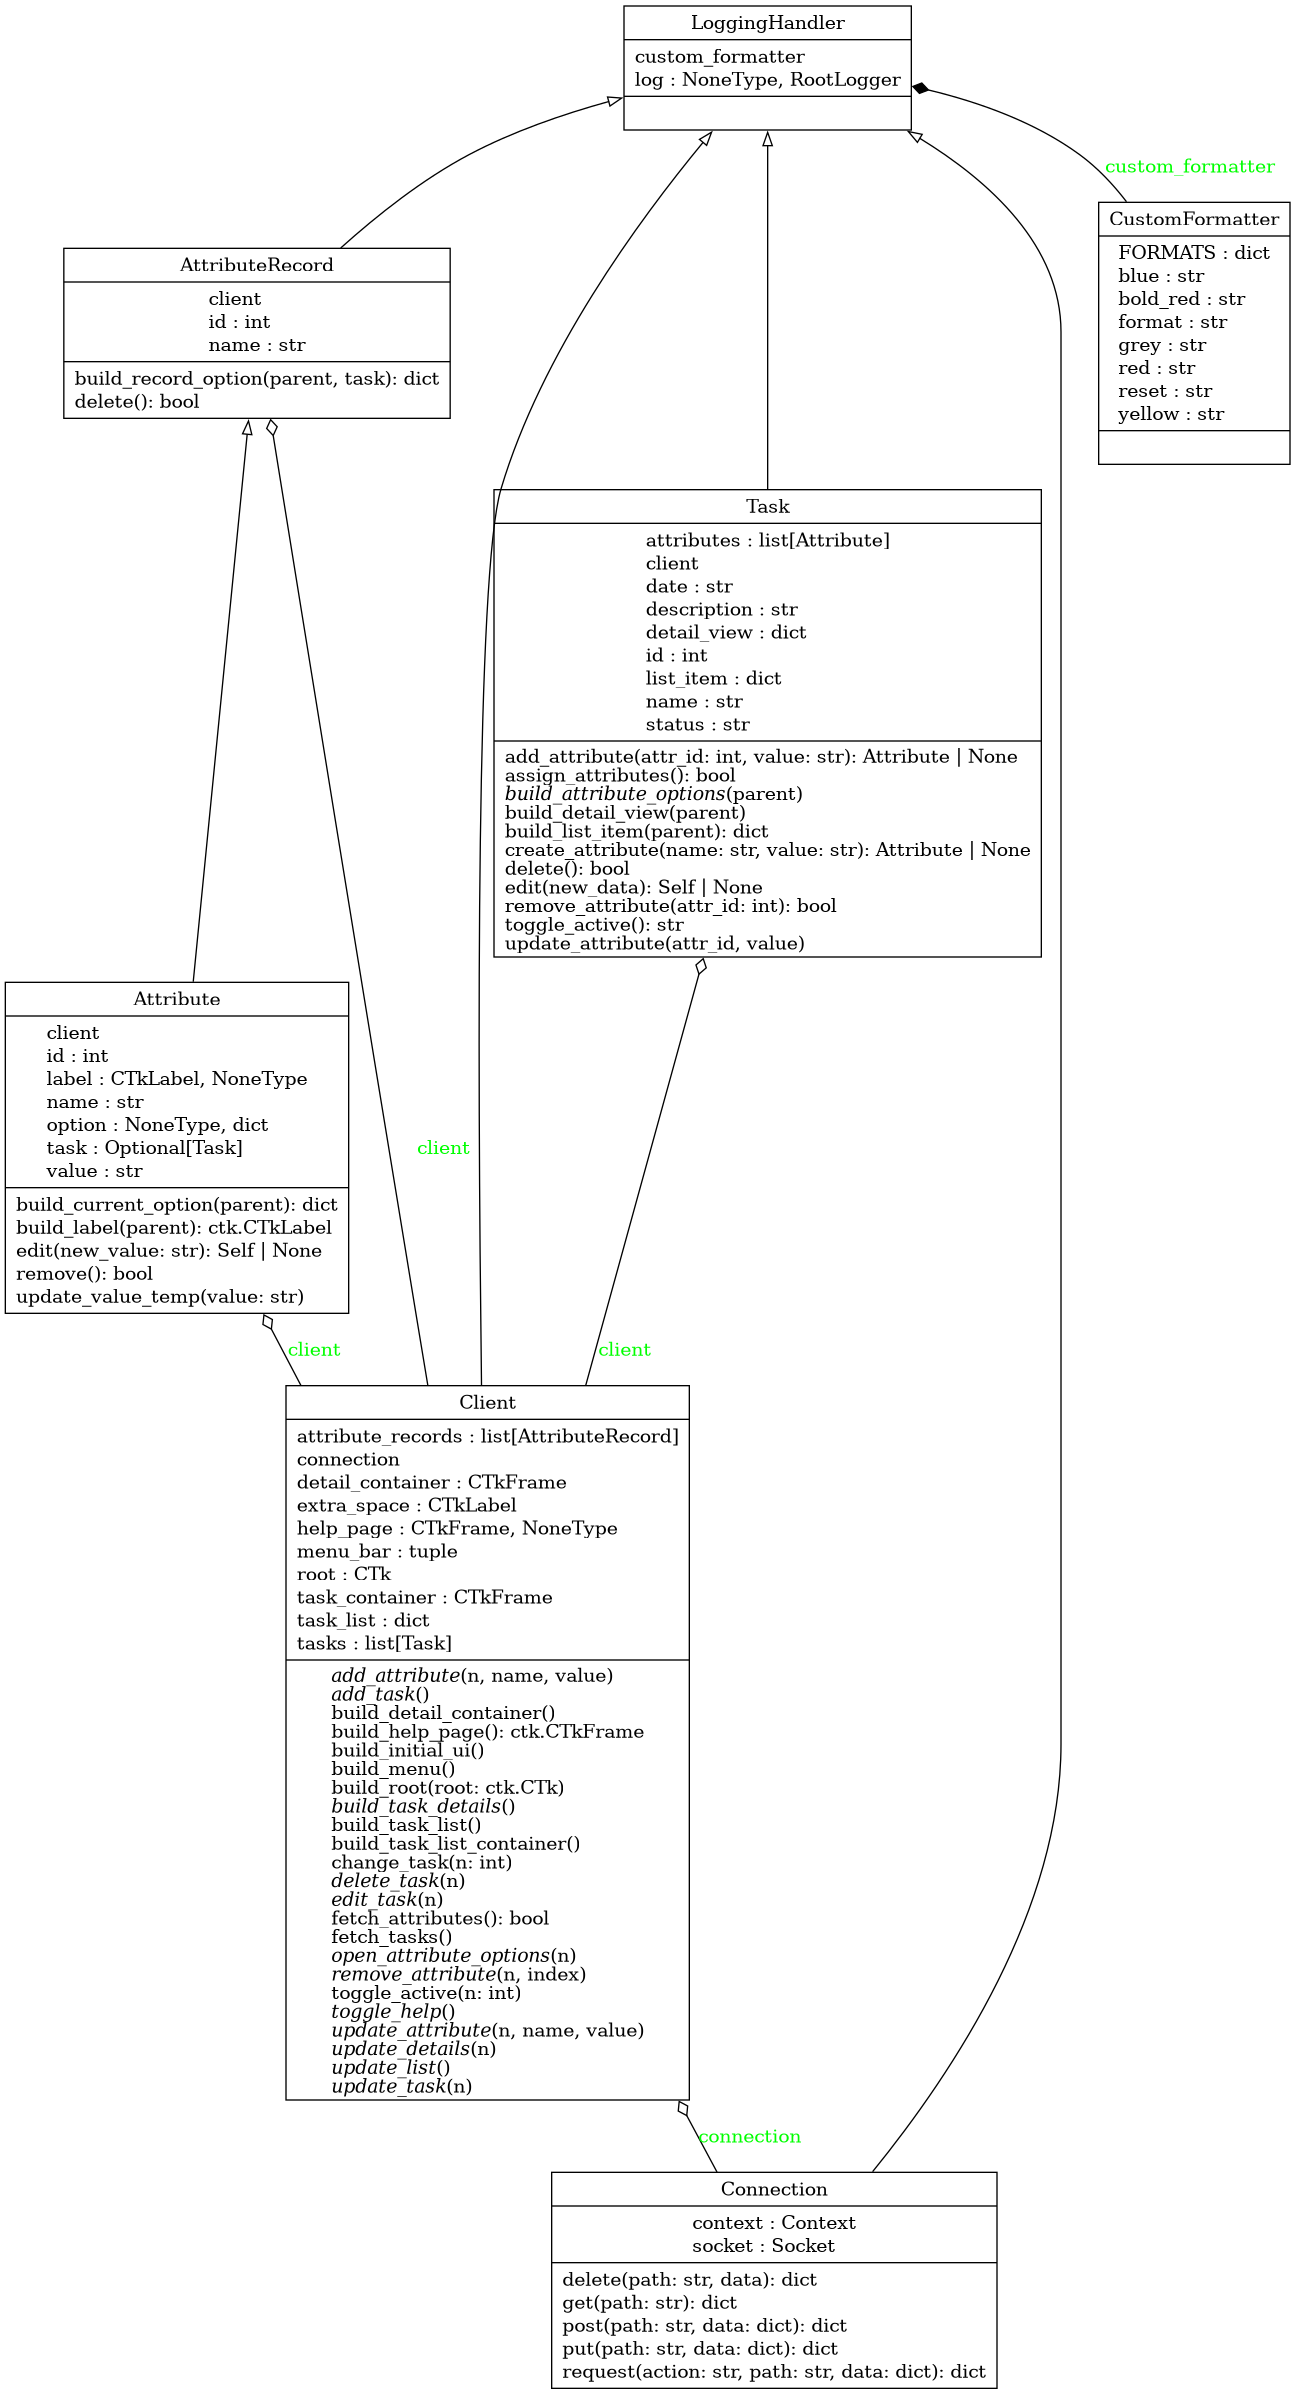 LoggingHandler
custom_formatter
log : NoneType, RootLogger
custom_formatter
CustomFormatter
FORMATS : dict
blue : str
bold_red : str
format : str
grey : str
red : str
reset : str
yellow : str
AttributeRecord
client
id : int
name : str
build_record_option(parent, task): dict
delete(): bool
Task
attributes : list[Attribute]
client
date : str
description : str
detail_view : dict
id : int
list_item : dict
name : str
status : str
add_attribute(attr_id: int, value: str): Attribute | None
assign_attributes(): bool
build_attribute_options(parent)
build_detail_view(parent)
build_list_item(parent): dict
create_attribute(name: str, value: str): Attribute | None
delete(): bool
edit(new_data): Self | None
remove_attribute(attr_id: int): bool
toggle_active(): str
update_attribute(attr_id, value)
Attribute
client
id : int
label : CTkLabel, NoneType
name : str
option : NoneType, dict
task : Optional[Task]
value : str
build_current_option(parent): dict
build_label(parent): ctk.CTkLabel
edit(new_value: str): Self | None
remove(): bool
update_value_temp(value: str)
client
client
client
Client
attribute_records : list[AttributeRecord]
connection
detail_container : CTkFrame
extra_space : CTkLabel
help_page : CTkFrame, NoneType
menu_bar : tuple
root : CTk
task_container : CTkFrame
task_list : dict
tasks : list[Task]
add_attribute(n, name, value)
add_task()
build_detail_container()
build_help_page(): ctk.CTkFrame
build_initial_ui()
build_menu()
build_root(root: ctk.CTk)
build_task_details()
build_task_list()
build_task_list_container()
change_task(n: int)
delete_task(n)
edit_task(n)
fetch_attributes(): bool
fetch_tasks()
open_attribute_options(n)
remove_attribute(n, index)
toggle_active(n: int)
toggle_help()
update_attribute(n, name, value)
update_details(n)
update_list()
update_task(n)
connection
Connection
context : Context
socket : Socket
delete(path: str, data): dict
get(path: str): dict
post(path: str, data: dict): dict
put(path: str, data: dict): dict
request(action: str, path: str, data: dict): dict